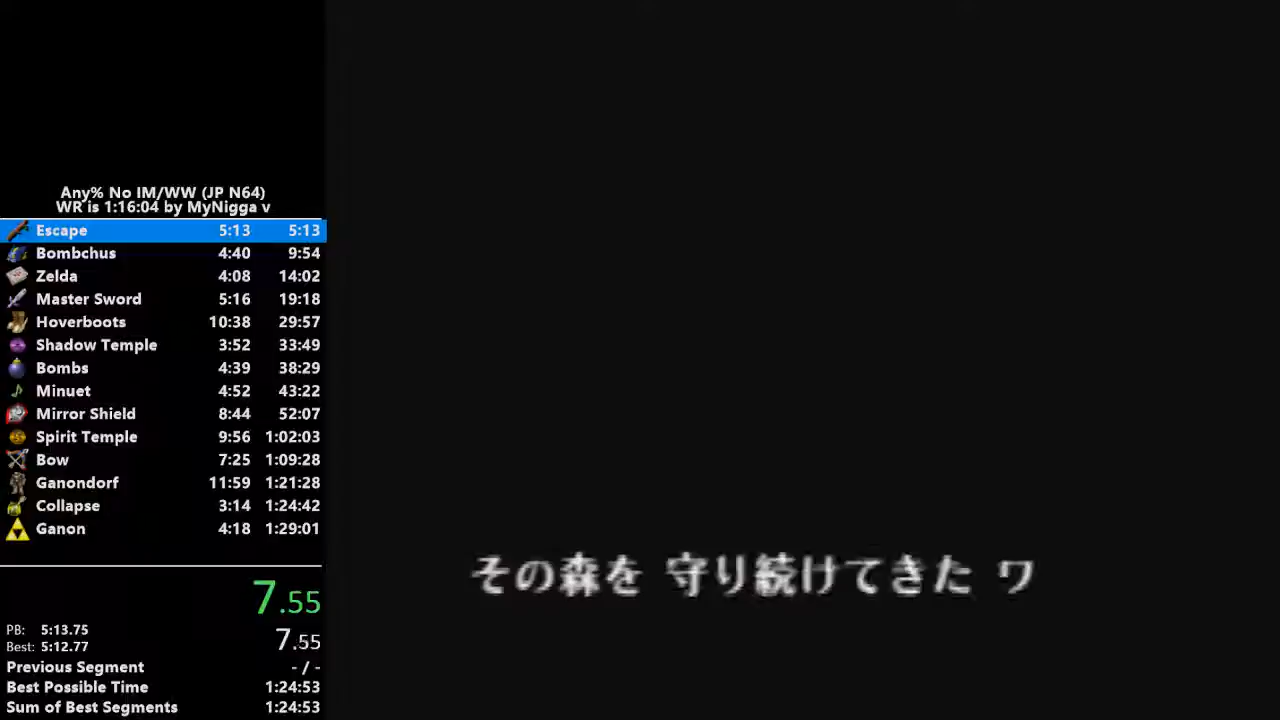 Any% No IM/WW (JP N64)
WR is 1:16:04 by MyNigga v
Escape 5:13 5:13
Bombchus 4:40 9:54
Zelda 4:08 14:02
Master Sword 5:16 19:18
Hoverboots 10:38 29:57
Shadow Temple 3:52 33:49
Bombs 4:39 38:29
Minuet 4:52 43:22
Mirror Shield 8:44 52:07
Spirit Temple 9:56 1:02:03
Bow 7:25 1:09:28
Ganondorf 11:59 1:21:28
Collapse 3:14 1:24:42
Ganon 4:18 1:29:01
7.55
PB: 5:13.75
Best: 5:12.77
7.55
Previous Segment - / -
Best Possible Time 1:24:53
Sum of Best Segments 1:24:53
その森を 守り続けてきた ワ